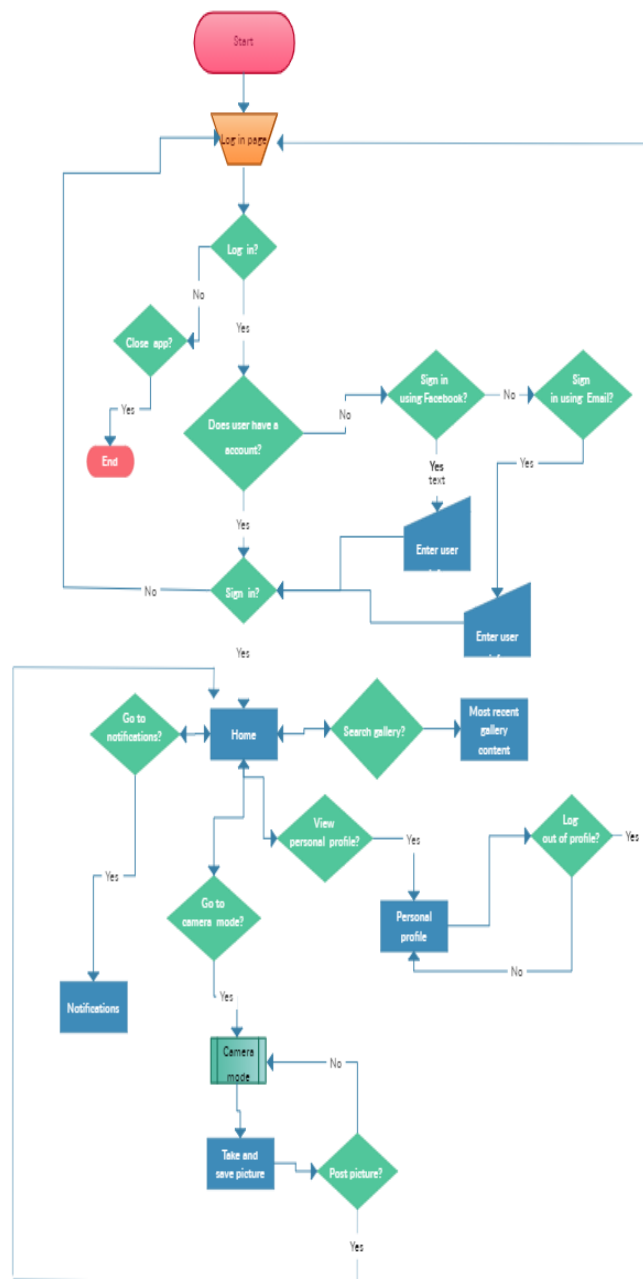 Start
Log in page
Log in?
No
Yes
Close app?
Yes
End
Does user have a
account?
No
Sign in
using Facebook?
No
Sign
in using Email?
Yes
text
Yes
Yes
Enter user
Enter user
Sign in?
No
Yes
Go to
notifications?
Home
Search gallery?
Most recent
gallery
content
View
personal profile?
Yes
Log
out of profile?
Yes
Personal
profile
No
Yes
Go to
camera mode?
Notifications
Yes
Camera
mode
No
Take and
save picture
Post picture?
Yes